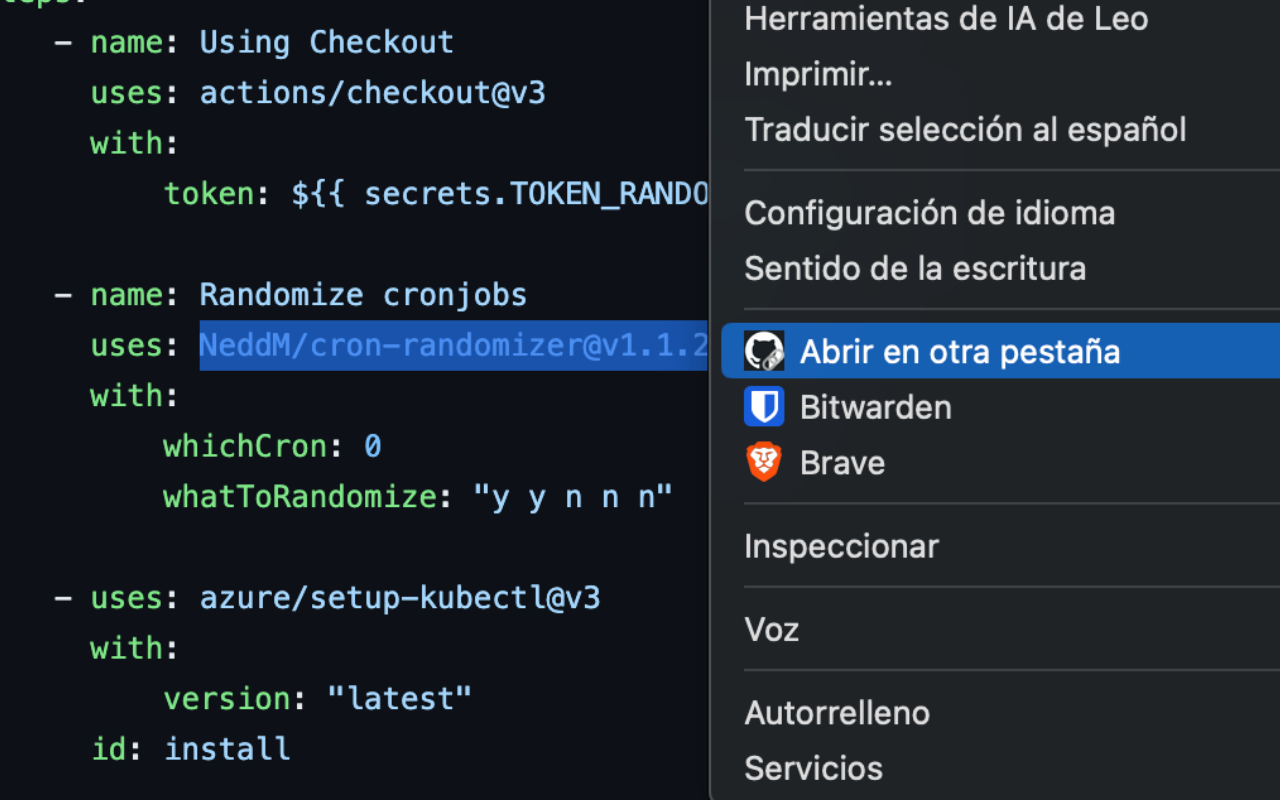 - name: Using Checkout
uses: actions/checkout@v3
with:
token: ${{ secrets.TOKEN_RANDO
- name: Randomize cronjobs
uses: NeddM/cron-randomizer@v1.1.2
with:
whichCron: 0
whatToRandomize: "y y n n n"
- uses: azure/setup-kubectl@v3
with:
version: "latest"
id: install
Herramientas de IA de Leo
Imprimir...
Traducir selección al español
Configuración de idioma
Sentido de la escritura
Abrir en otra pestaña
Bitwarden
Brave
Inspeccionar
Voz
Autorrelleno
Servicios